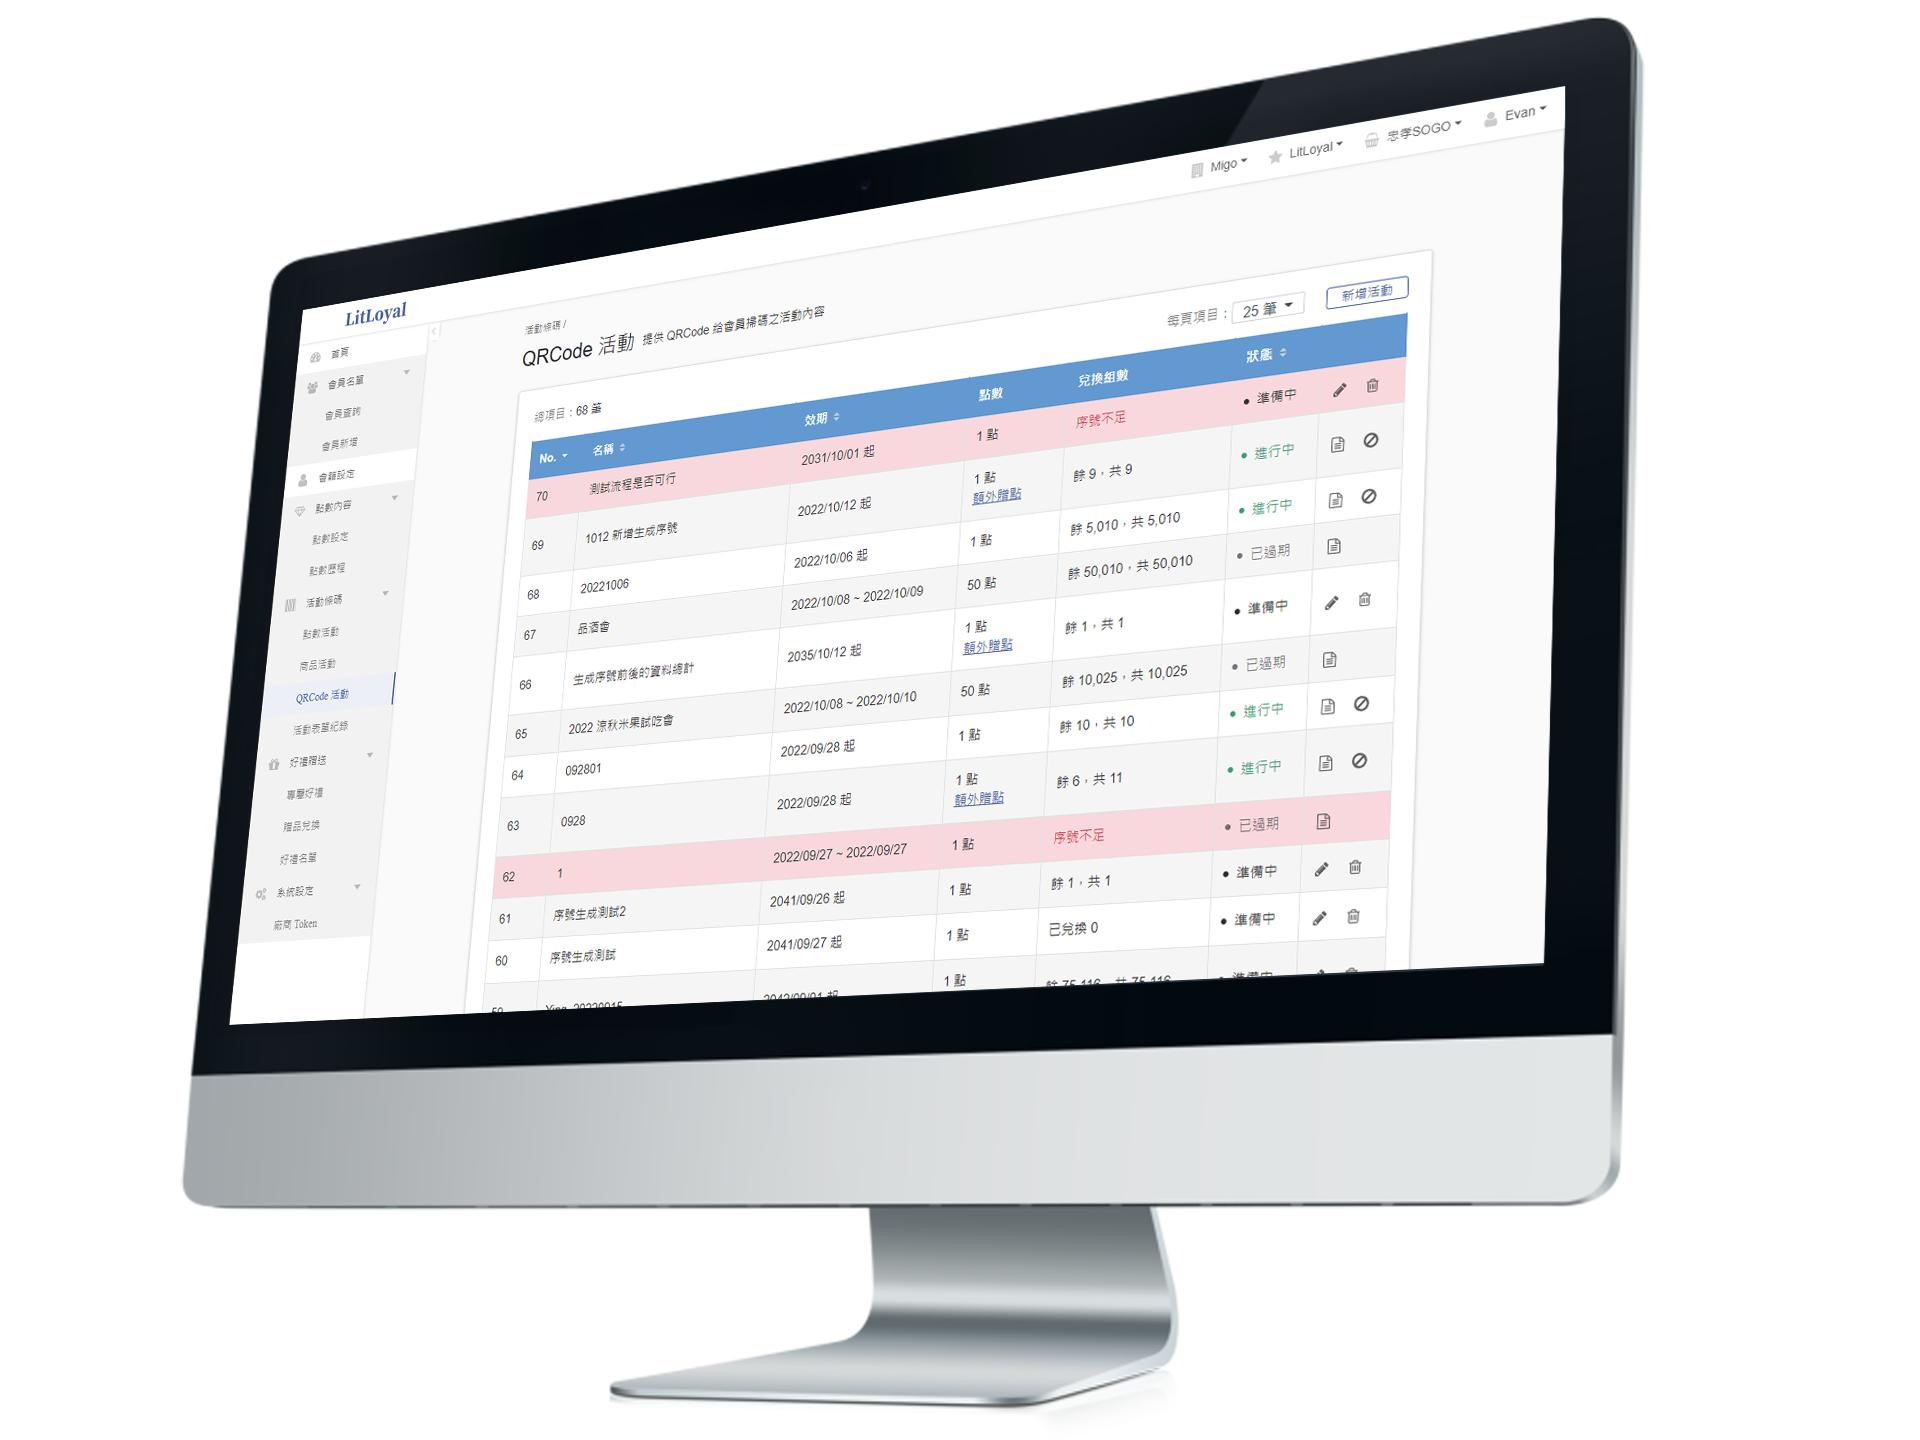 Migo
LitLoyal
忠孝SOGO
Evan
LitLoyal
首頁
會員名單
會員查詢
會員新增
會籍設定
點數內容
點數設定
點數歷程
活動條碼
點數活動
商品活動
QRCode 活動
活動表單紀錄
好禮贈送
專屬好禮
贈品兌換
好禮名單
系統設定
廠商 Token
活動條碼 /
QRCode 活動 提供 QRCode 給會員掃碼之活動內容
總項目：68 筆
每頁項目： 25 筆
新增活動
No. 名稱 效期 點數 兌換組數 狀態
70 測試流程是否可行 2031/10/01 起 1 點 序號不足 準備中
69 1012 新增生成序號 2022/10/12 起 1 點 餘 9，共 9 進行中
額外贈點
68 20221006 2022/10/06 起 1 點 餘 5,010，共 5,010 進行中
67 品酒會 2022/10/08 ~ 2022/10/09 50 點 餘 50,010，共 50,010 已過期
66 生成序號前後的資料總計 2035/10/12 起 1 點 餘 1，共 1 準備中
額外贈點
65 2022 涼秋米果試吃會 2022/10/08 ~ 2022/10/10 50 點 餘 10,025，共 10,025 已過期
64 092801 2022/09/28 起 1 點 餘 10，共 10 進行中
63 0928 2022/09/28 起 1 點 餘 6，共 11 進行中
額外贈點
62 1 2022/09/27 ~ 2022/09/27 1 點 序號不足 已過期
61 序號生成測試2 2041/09/26 起 1 點 餘 1，共 1 準備中
60 序號生成測試 2041/09/27 起 1 點 已兌換 0 準備中
59 Ying_20220915 2042/09/01 起 1 點 餘 75,116，共 75,116 準備中